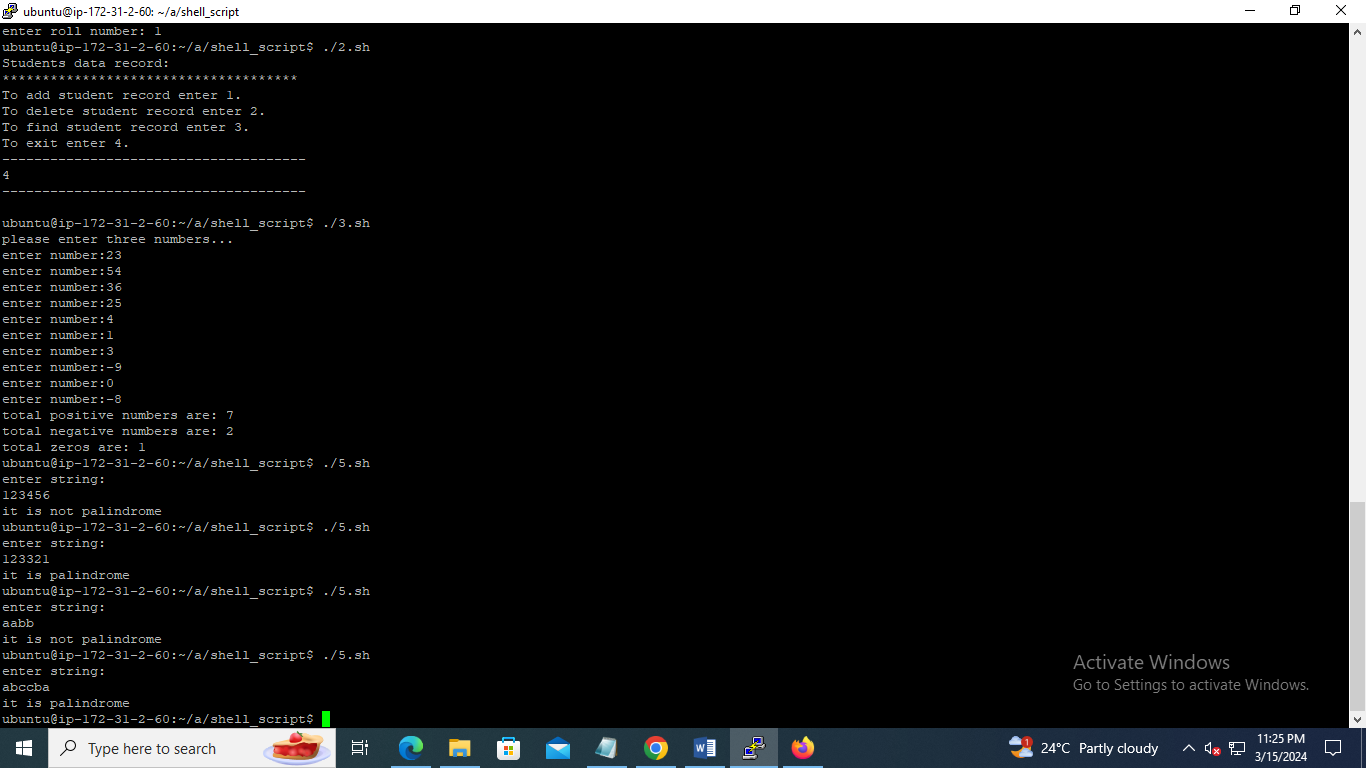 ubuntu@ip-172-31-2-60: ~/a/shell_script
enter roll number: 1
ubuntu@ip-172-31-2-60:~/a/shell_script$ ./2.sh
Students data record:
*************************************
To add student record enter 1.
To delete student record enter 2.
To find student record enter 3.
To exit enter 4.
--------------------------------------
4
--------------------------------------
ubuntu@ip-172-31-2-60:~/a/shell_script$ ./3.sh
please enter three numbers...
enter number:23
enter number:54
enter number:36
enter number:25
enter number:4
enter number:1
enter number:3
enter number:-9
enter number:0
enter number:-8
total positive numbers are: 7
total negative numbers are: 2
total zeros are: 1
ubuntu@ip-172-31-2-60:~/a/shell_script$ ./5.sh
enter string:
123456
it is not palindrome
ubuntu@ip-172-31-2-60:~/a/shell_script$ ./5.sh
enter string:
123321
it is palindrome
ubuntu@ip-172-31-2-60:~/a/shell_script$ ./5.sh
enter string:
aabb
it is not palindrome
ubuntu@ip-172-31-2-60:~/a/shell_script$ ./5.sh
enter string:
abccba
it is palindrome
ubuntu@ip-172-31-2-60:~/a/shell_script$
Activate Windows
Go to Settings to activate Windows.
Type here to search
1
24°C Partly cloudy
11:25 PM
3/15/2024